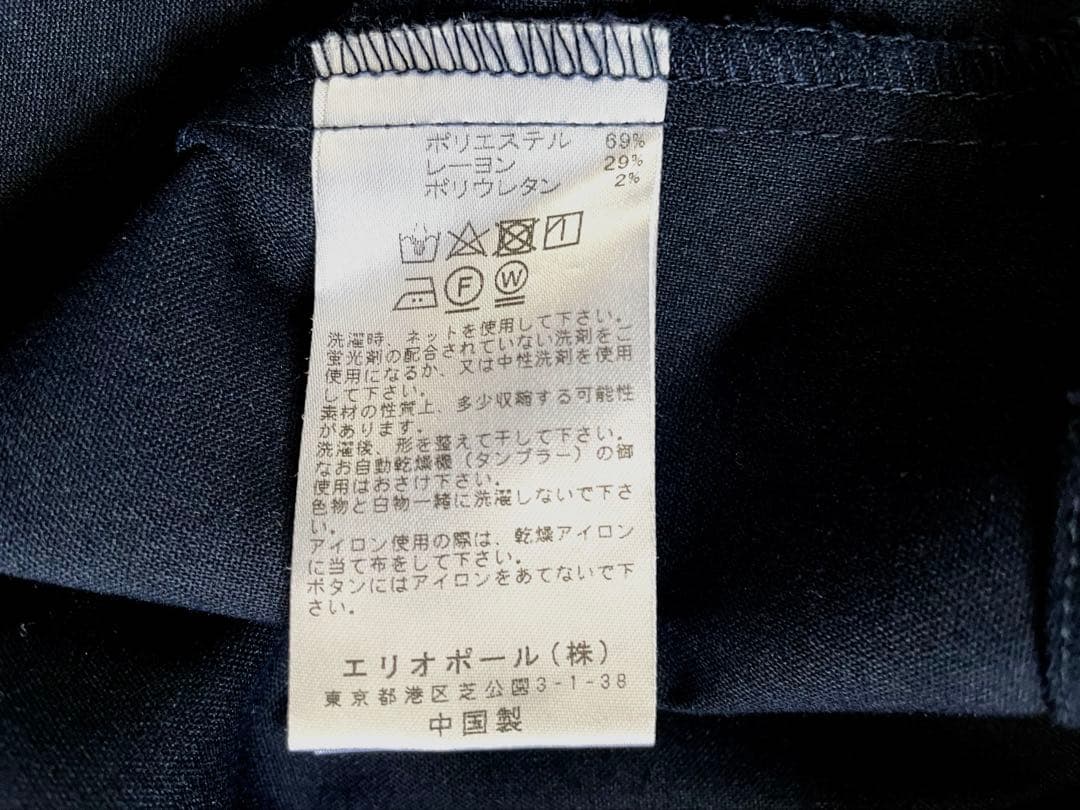 ポリエステル 69%
レーヨン 29%
ポリウレタン 2%
F W
洗濯時、ネットを使用して下さい。
蛍光剤の配合されていない洗剤をご
使用になるか、又は中性洗剤を使用
して下さい。
素材の性質上、多少収縮する可能性
があります。
洗濯後、形を整えて干して下さい。
なお自動乾燥機(タンブラー)の御
使用はおさけ下さい。
色物と白物一緒に洗濯しないで下さ
い。
アイロン使用の際は、乾燥アイロン
に当て布をして下さい。
ボタンにはアイロンをあてないで下
さい。
エリオポール(株)
東京都港区芝公園3-1-38
中国製